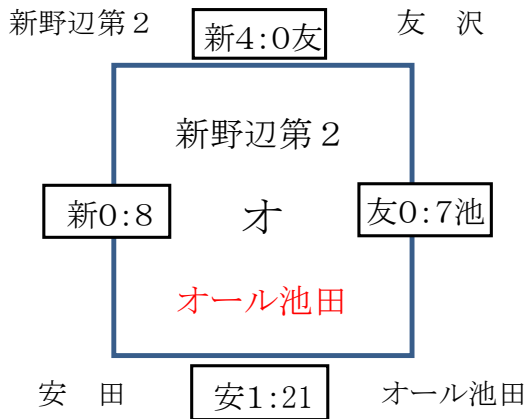 新野辺第２
友　沢
新4:0友
新野辺第２
新0:8
オ
友0:7池
オール池田
安　田
安1:21
オール池田